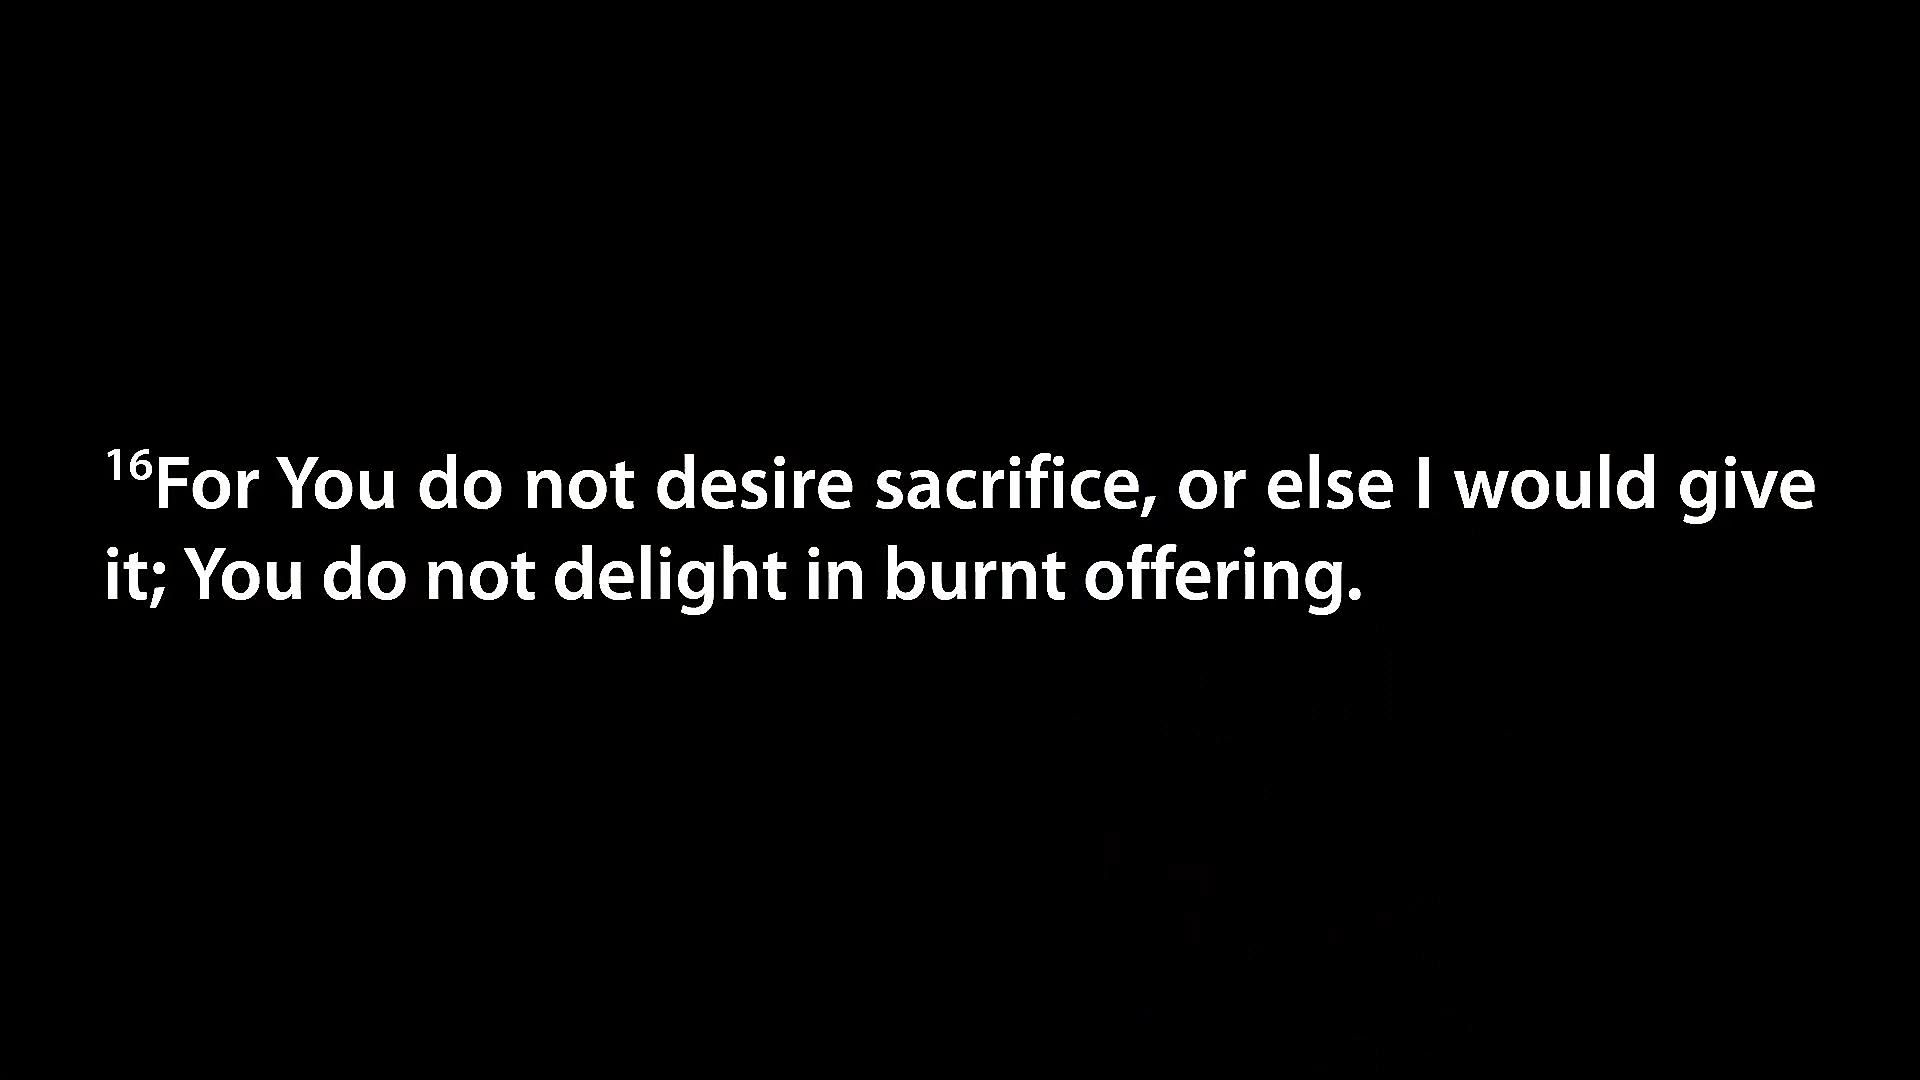 16For You do not desire sacrifice, or else I would give
it; You do not delight in burnt offering.